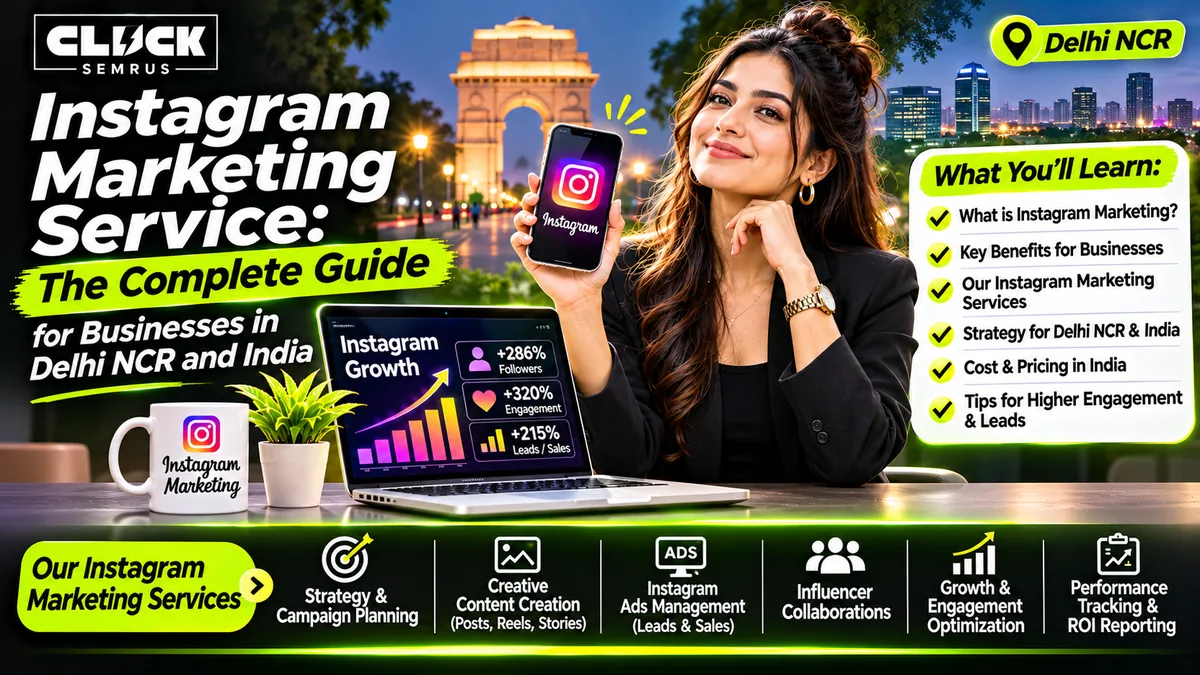 CLICK
SEMRUS
Instagram
Marketing
Service:
The Complete Guide
for Businesses in
Delhi NCR and India
Delhi NCR
Instagram
What You'll Learn:
What is Instagram Marketing?
Key Benefits for Businesses
Our Instagram Marketing
Services
Strategy for Delhi NCR & India
Cost & Pricing in India
Tips for Higher Engagement
& Leads
Instagram
Growth
+286%
Followers
+320%
Engagement
+215%
Leads / Sales
Instagram
Marketing
Our Instagram
Marketing Services
Strategy &
Campaign Planning
Creative
Content Creation
(Posts, Reels, Stories)
ADS
Instagram
Ads Management
(Leads & Sales)
Influencer
Collaborations
Growth &
Engagement
Optimization
Performance
Tracking &
ROI Reporting